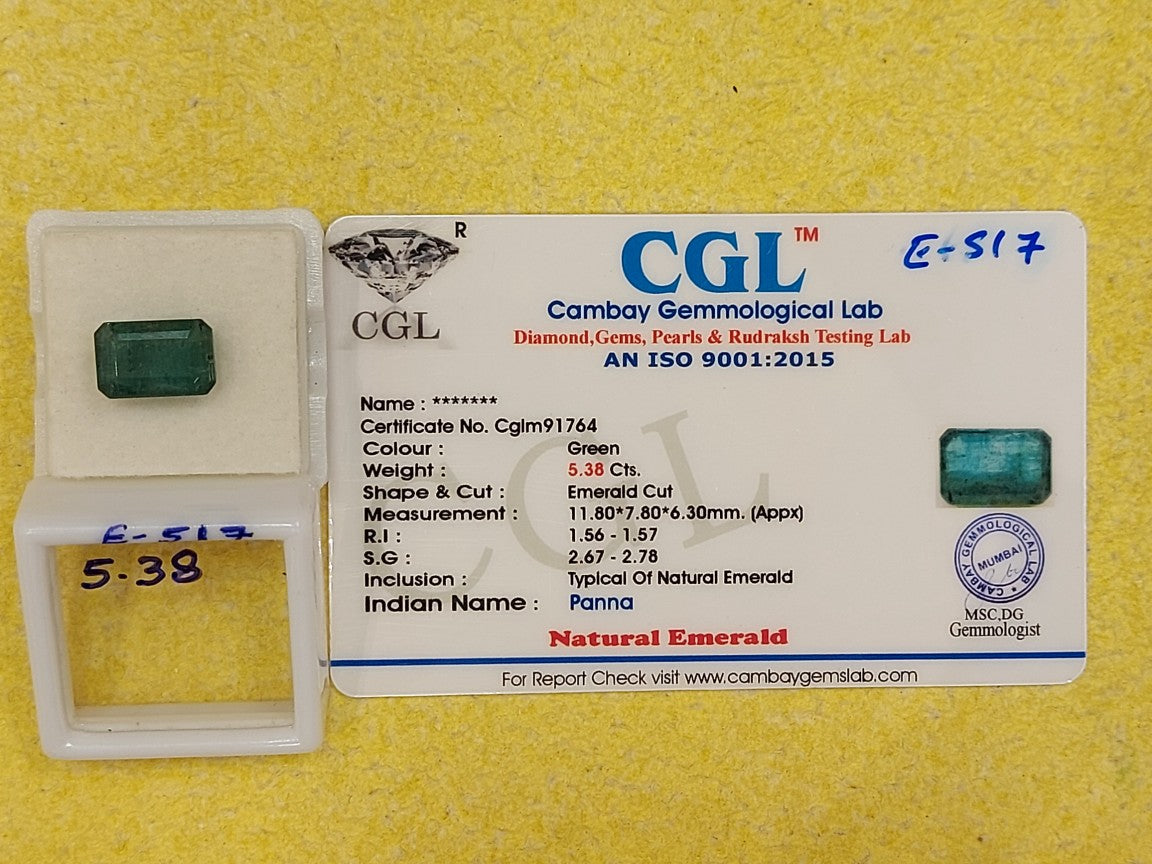 R
CGL
CGL™
E-517
Cambay Gemmological Lab
Diamond,Gems, Pearls & Rudraksh Testing Lab
AN ISO 9001:2015
Name : *******
Certificate No. Cglm91764
Colour : Green
Weight : 5.38 Cts.
Shape & Cut : Emerald Cut
Measurement : 11.80*7.80*6.30mm. (Appx)
R.I : 1.56 - 1.57
S.G : 2.67 - 2.78
Inclusion : Typical Of Natural Emerald
Indian Name : Panna
Natural Emerald
For Report Check visit www.cambaygemslab.com
CGL
CAMBAY GEMMOLOGICAL LAB
MUMBAI
MSC,DG
Gemmologist
E-517
5.38